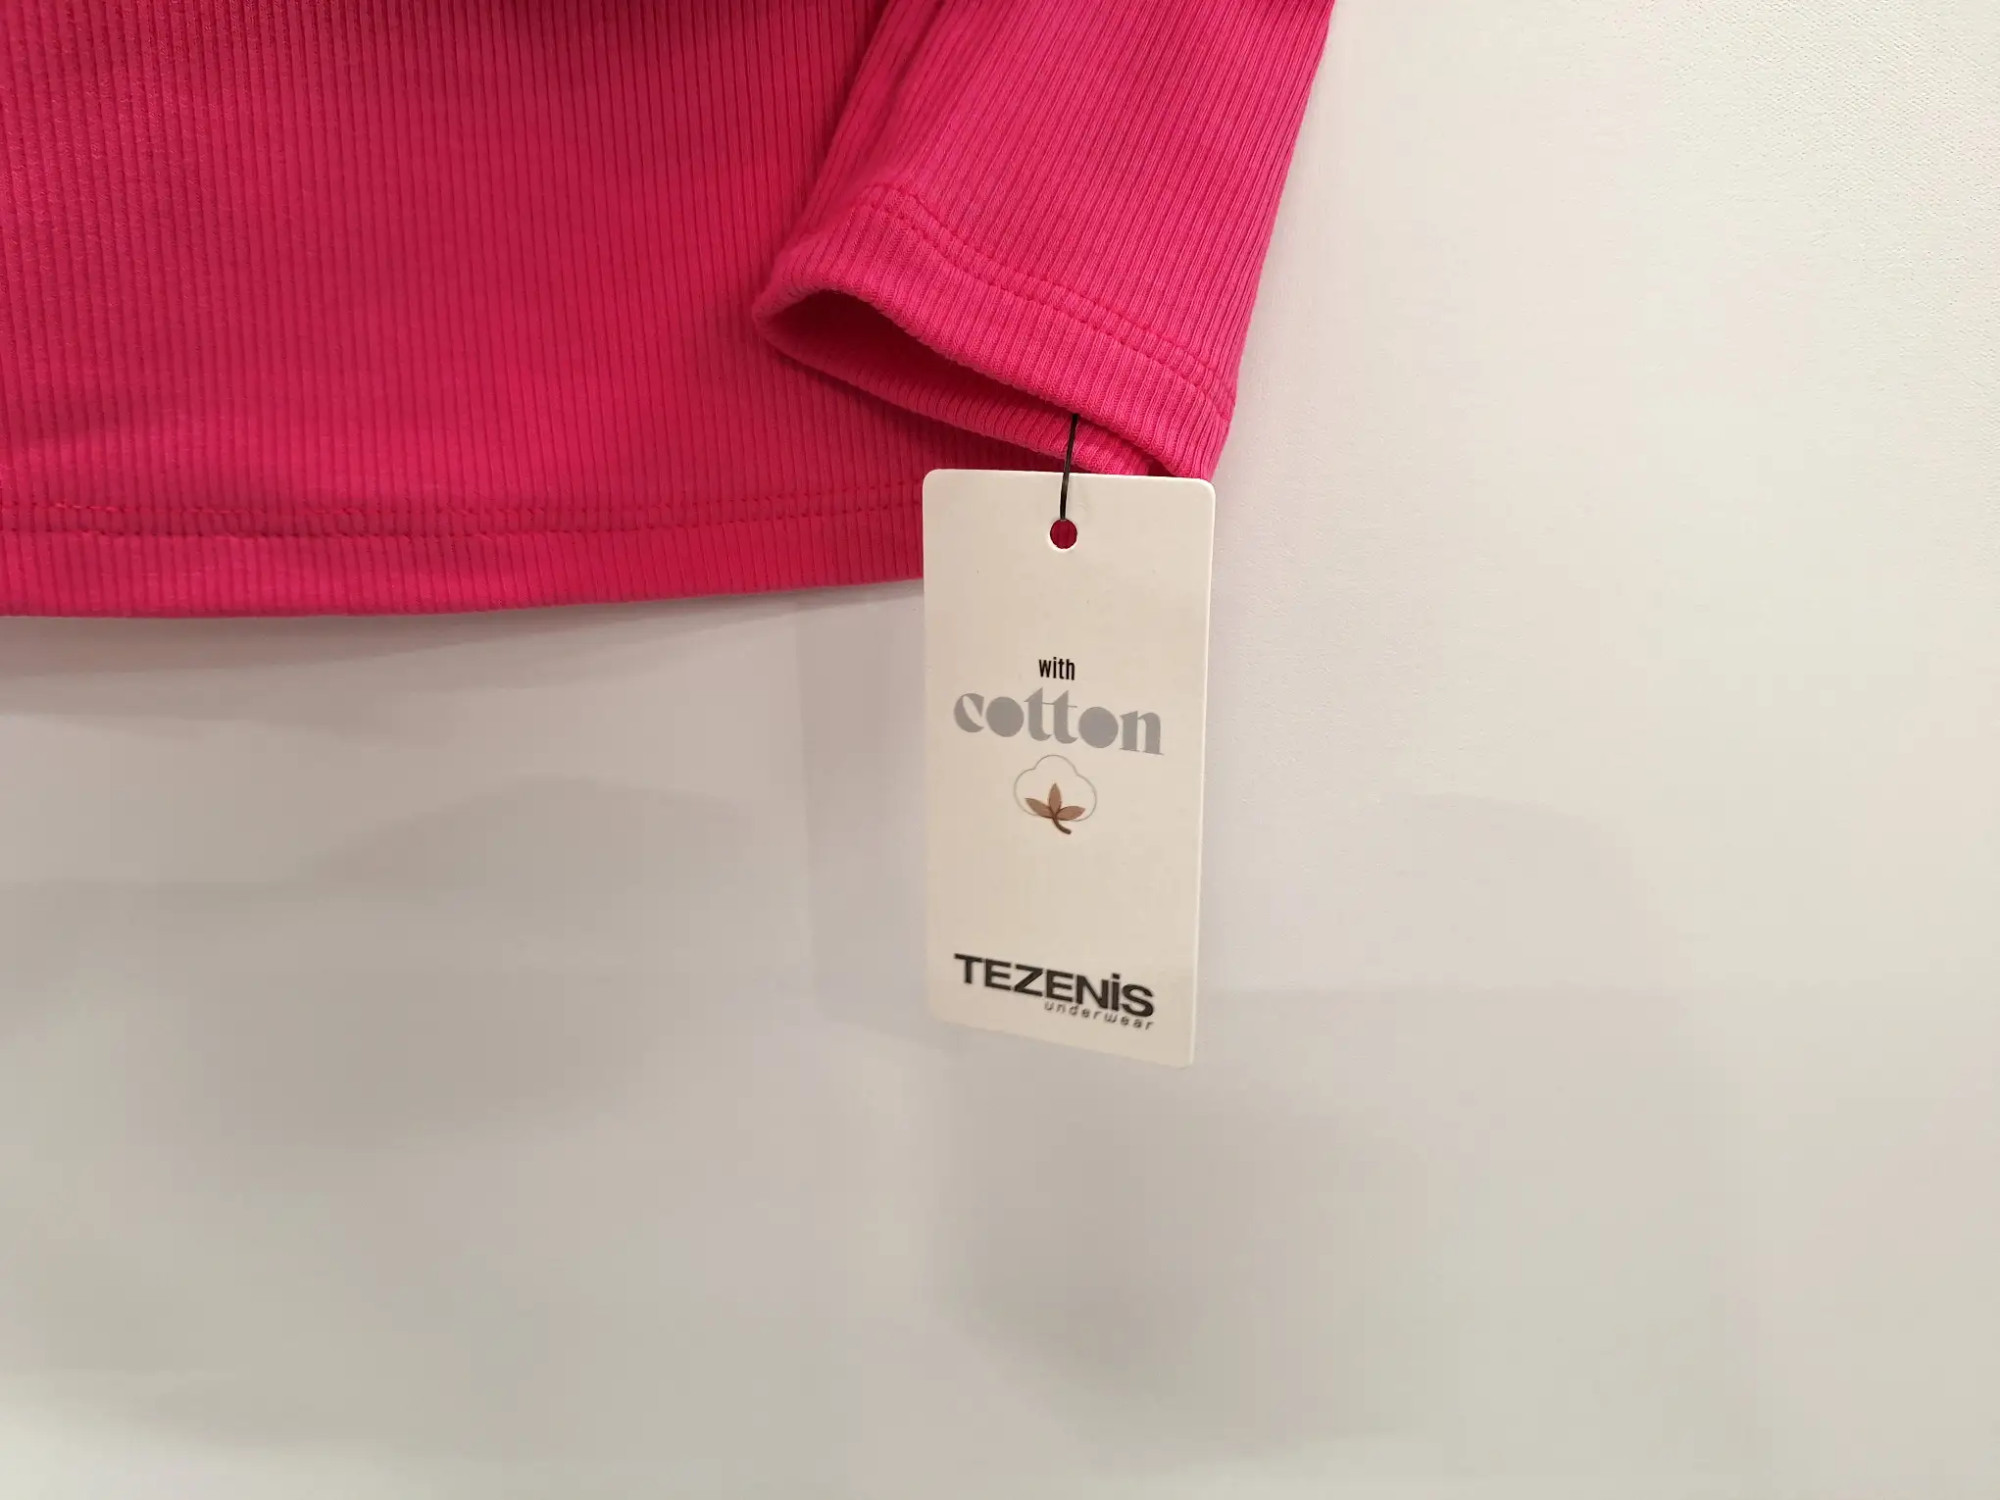 with
cotton
TEZENiS
underwear